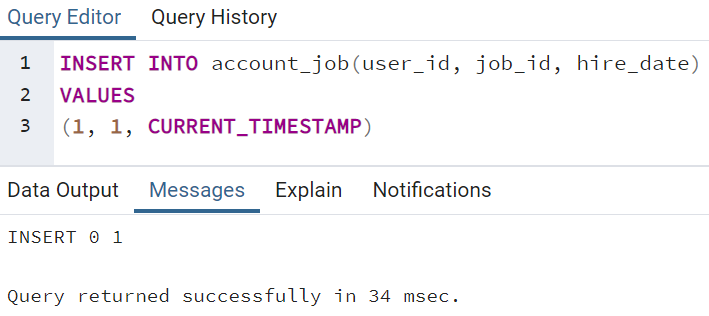 Query Editor Query History
1 INSERT INTO account_job(user_id, job_id, hire_date)
2 VALUES
3 (1, 1, CURRENT_TIMESTAMP)
Data Output Messages Explain Notifications
INSERT 0 1
Query returned successfully in 34 msec.